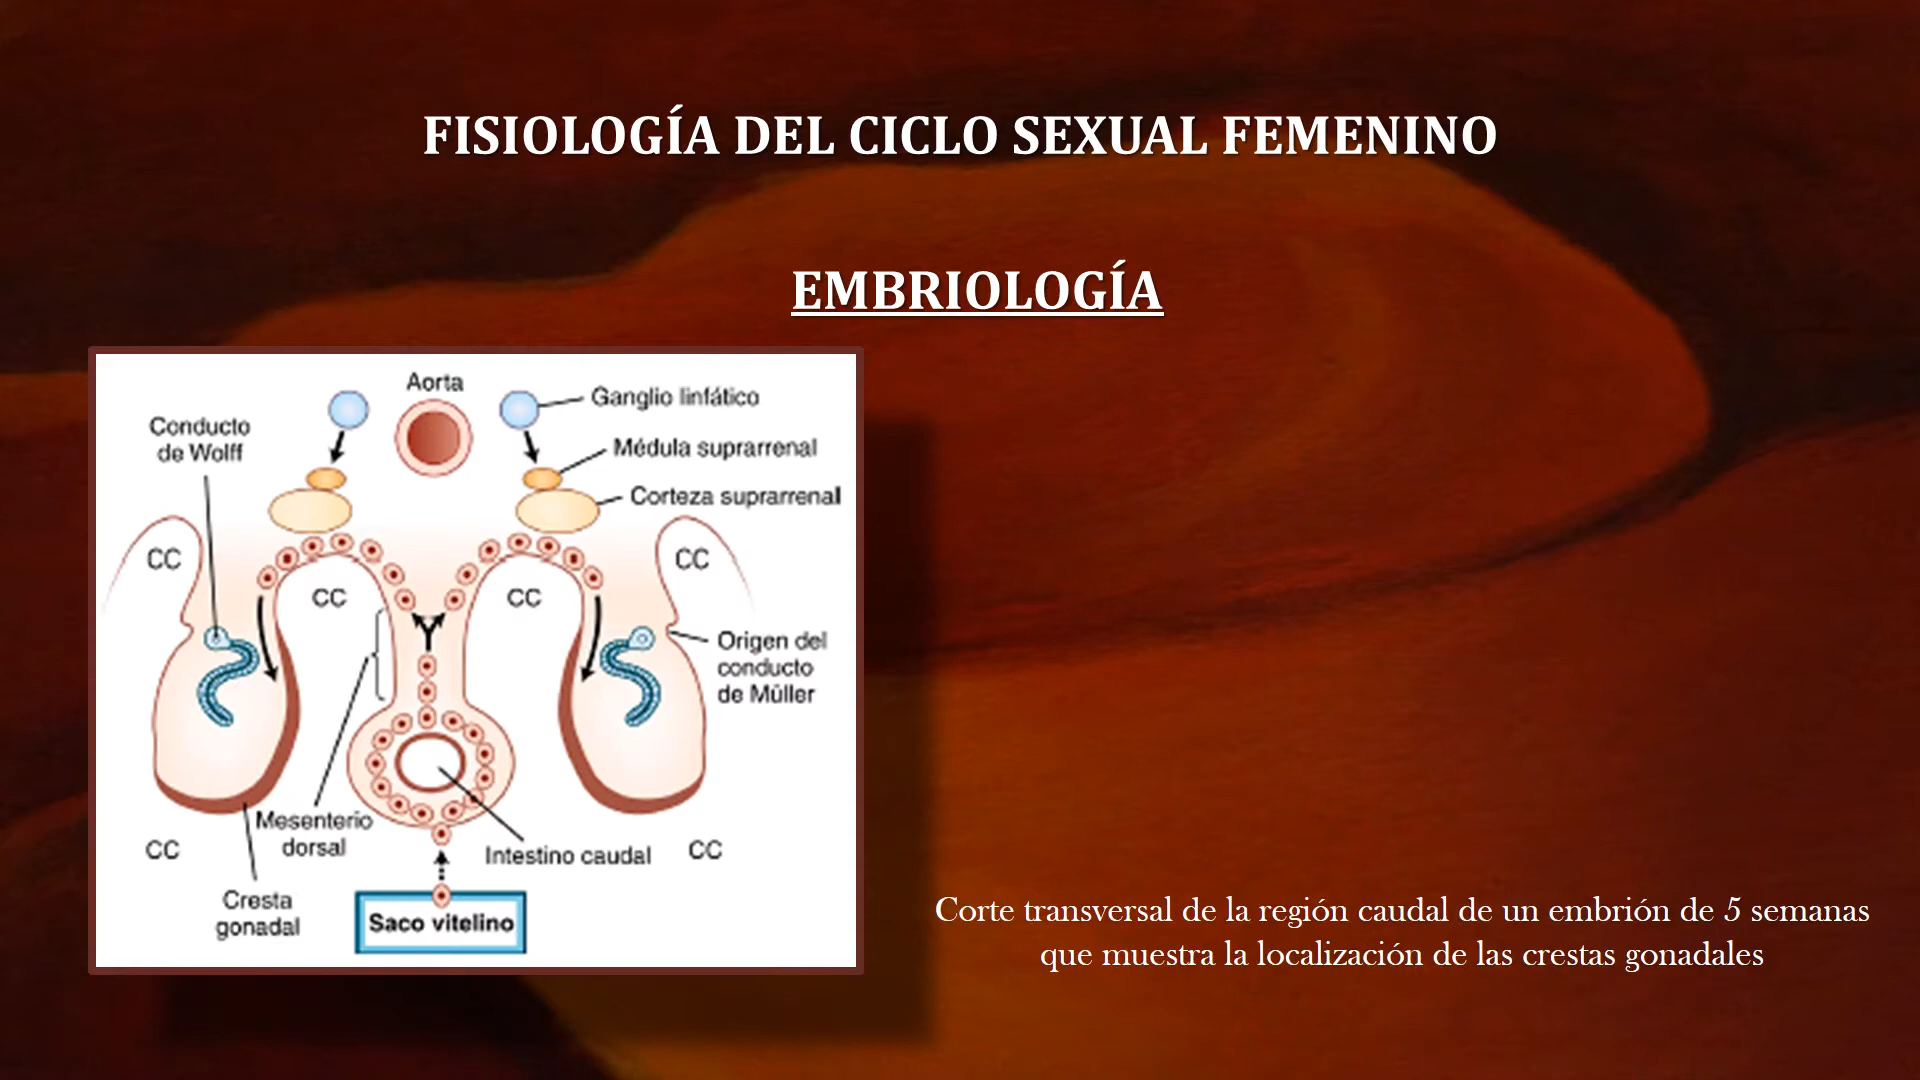 FISIOLOGÍA DEL CICLO SEXUAL FEMENINO
EMBRIOLOGÍA
Aorta
Ganglio linfático
Conducto
de Wolff
Médula suprarrenal
Corteza suprarrenal
CC
CC
CC
CC
Origen del
conducto
de Müller
Mesenterio
dorsal
CC
Intestino caudal
CC
Cresta
gonadal
Saco vitelino
Corte transversal de la región caudal de un embrión de 5 semanas
que muestra la localización de las crestas gonadales